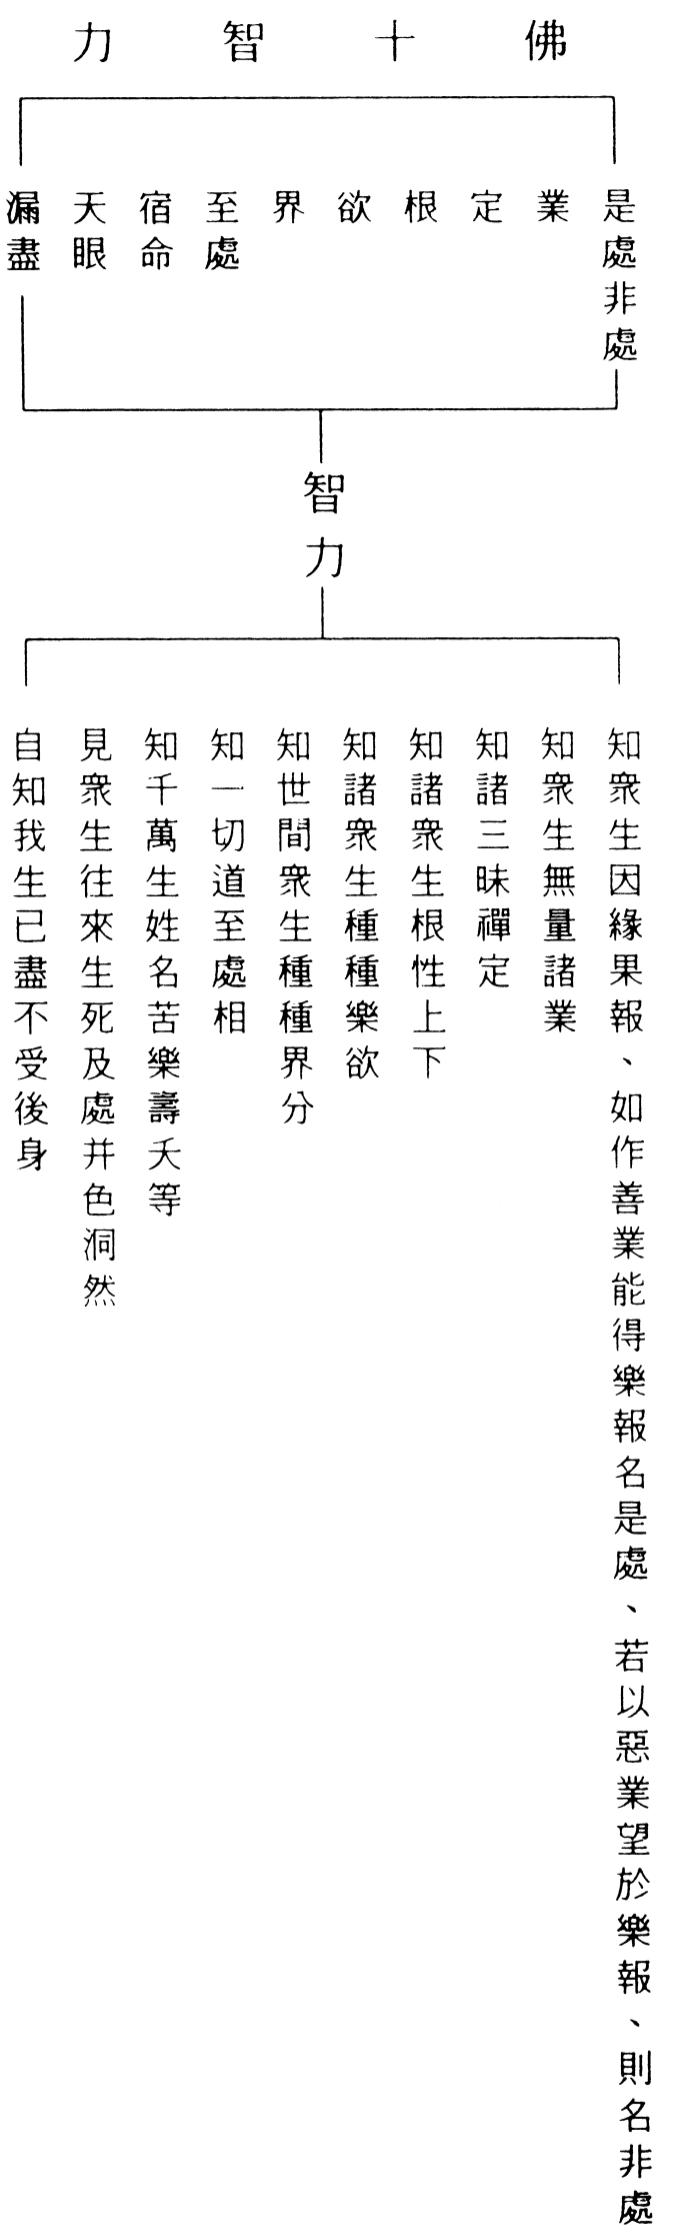 佛十智力
是處非處
業
定
根
欲
界
至處
宿命
天眼
漏盡
智力
知衆生因緣果報、如作善業能得樂報名是處、若以惡業望於樂報、則名非處
知衆生無量諸業
知諸三昧禪定
知諸衆生根性上下
知諸衆生種種樂欲
知世間衆生種種界分
知一切道至處相
知千萬生姓名苦樂壽夭等
見衆生往來生死及處并色洞然
自知我生已盡不受後身